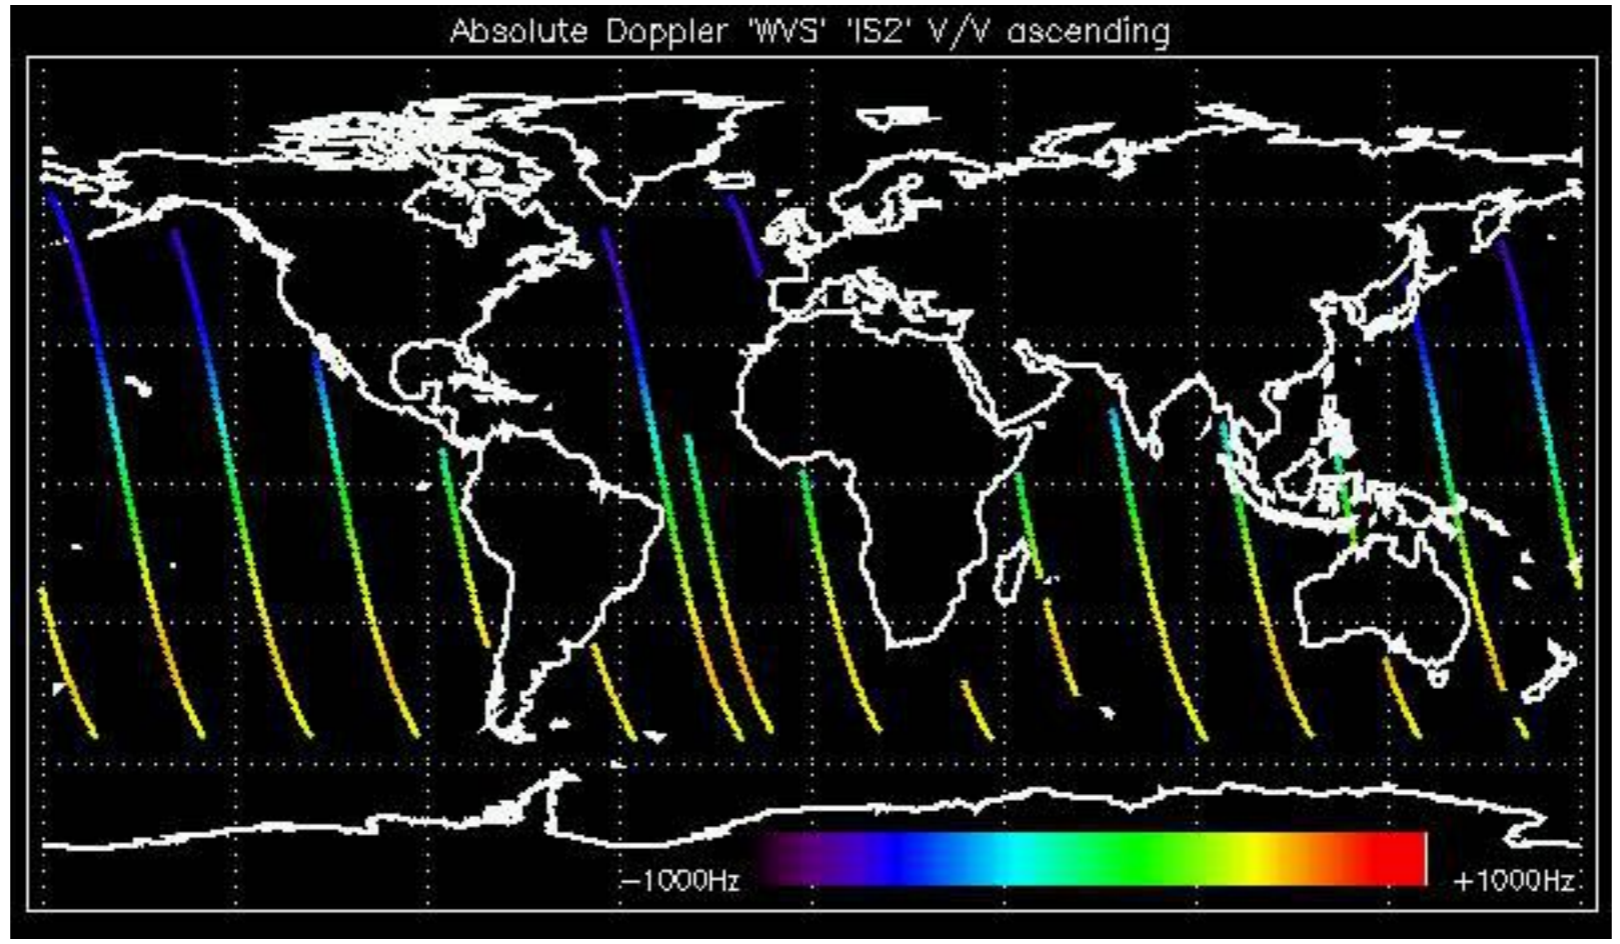 Absolute Doppler 'WVS' 'IS2' V/V ascending
−1000Hz
+1000Hz